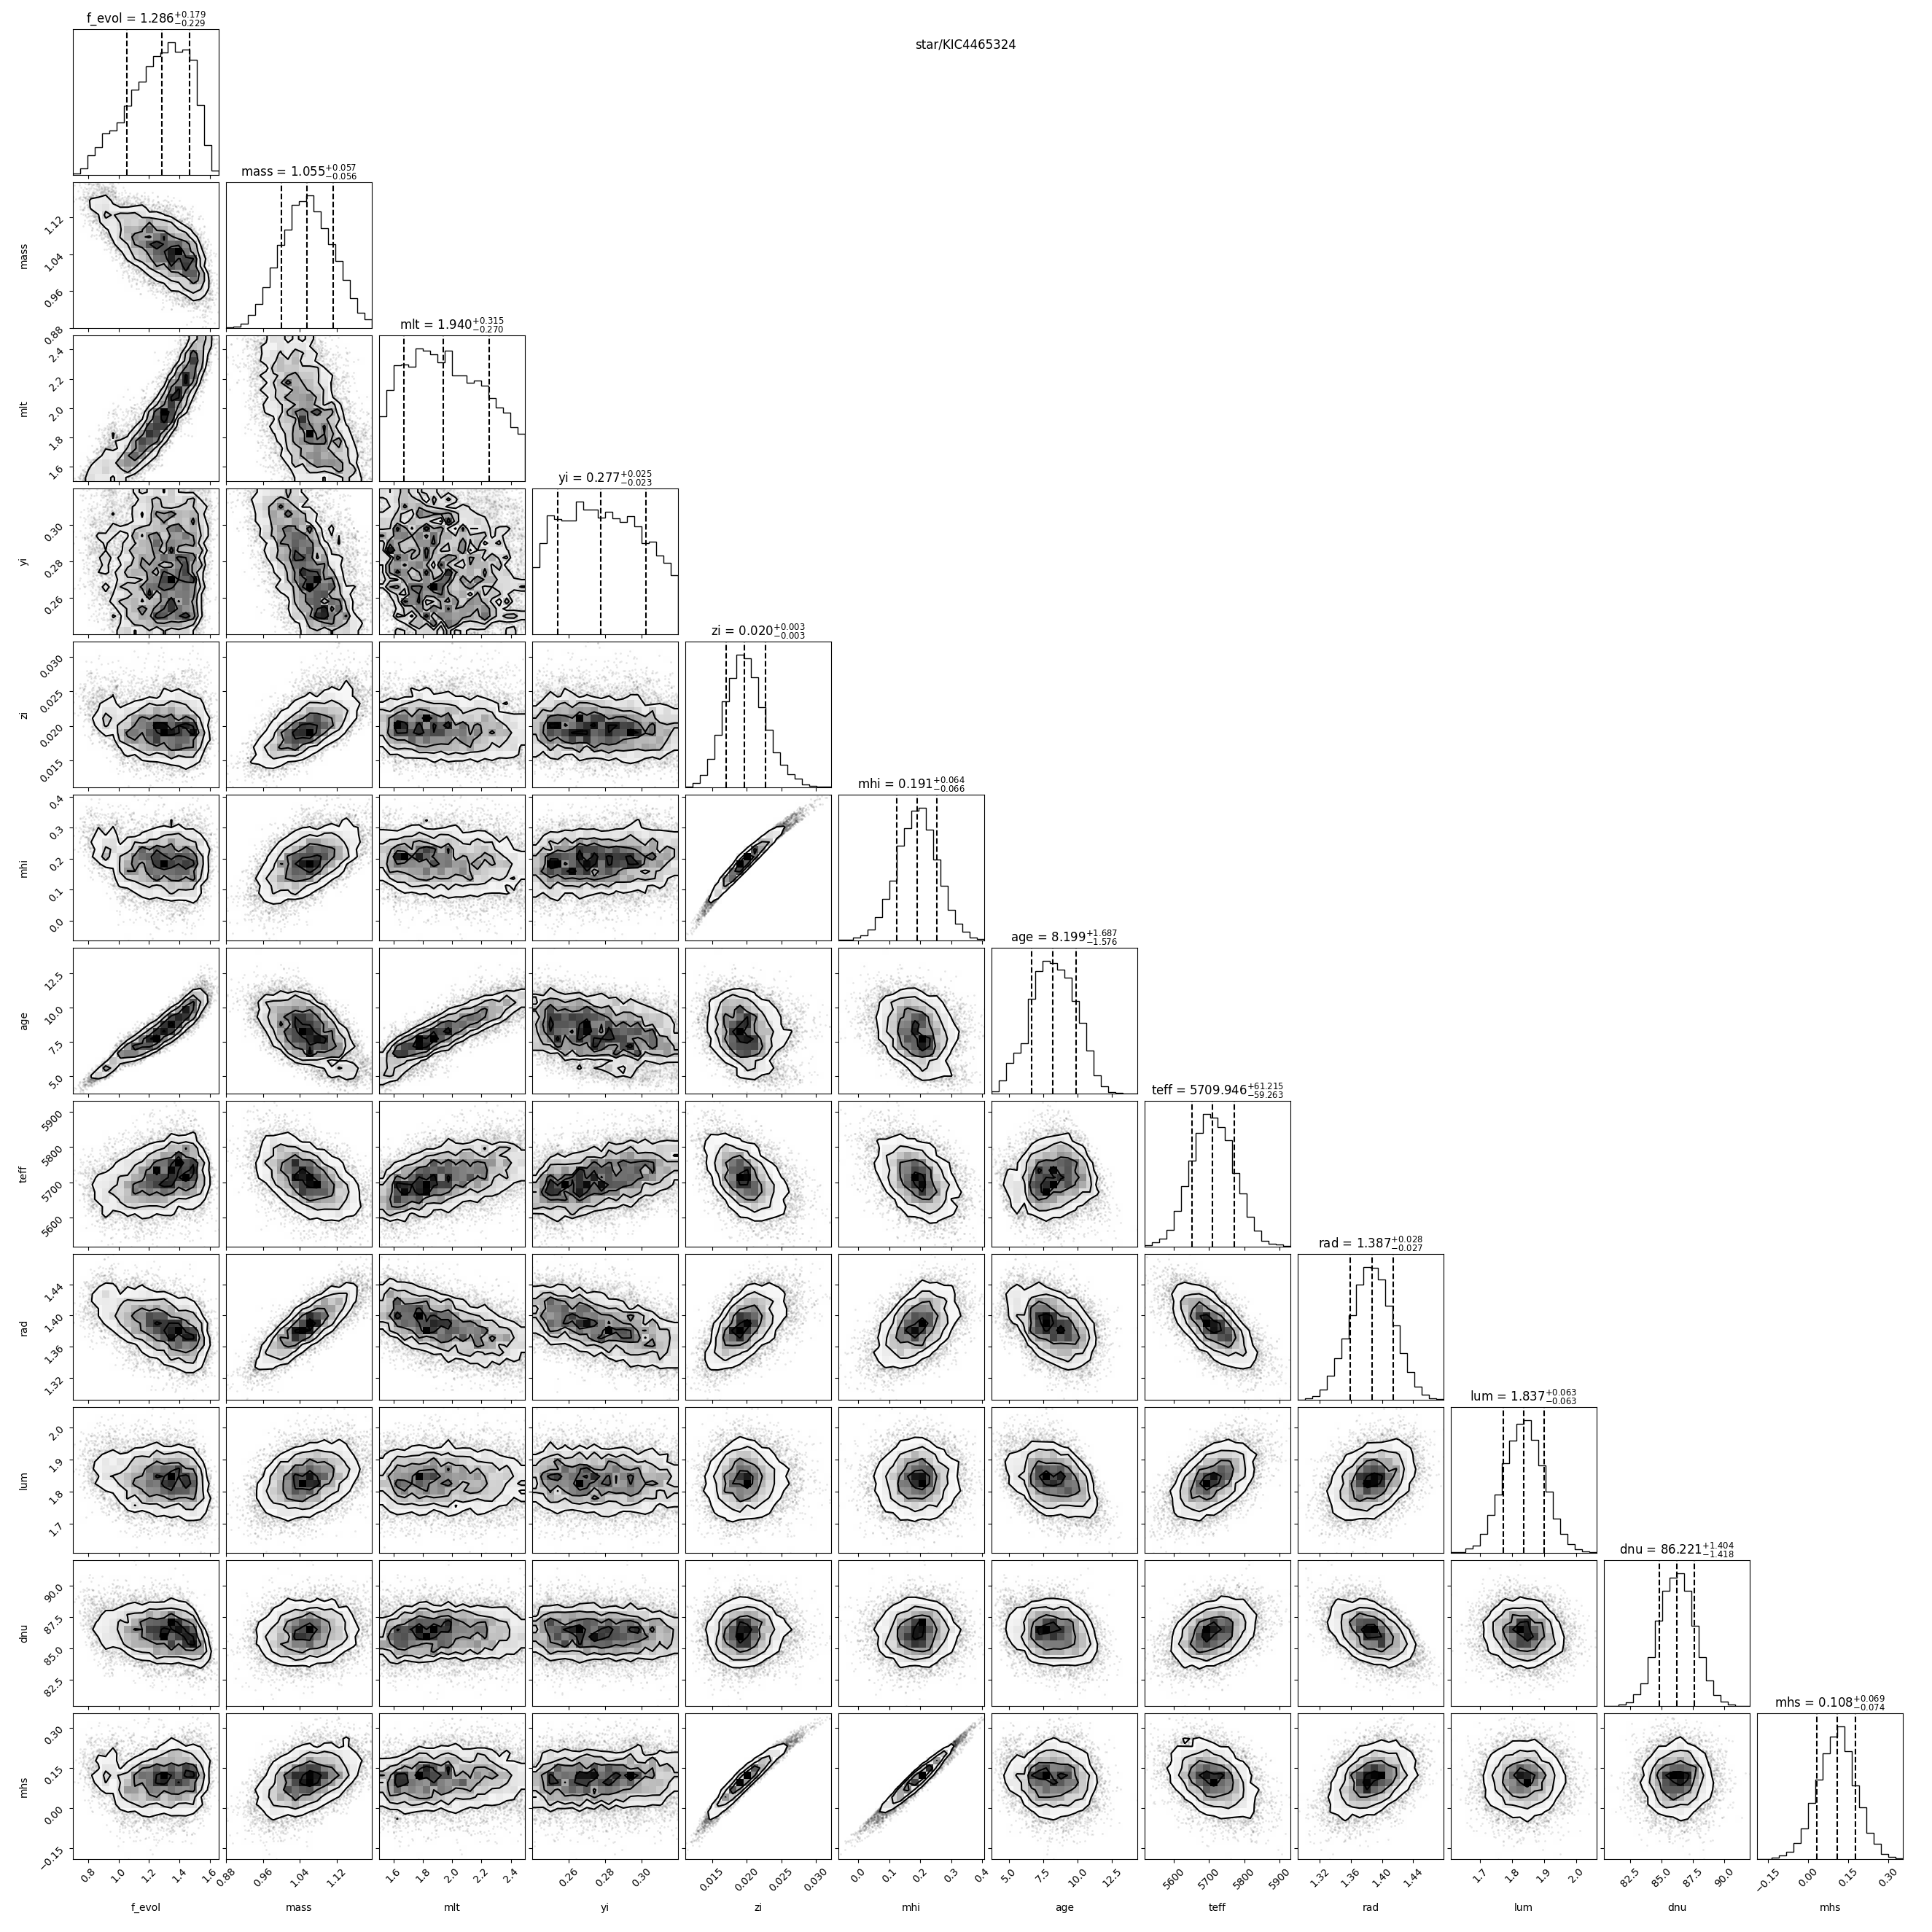 f_evol = 1.286+0.179−0.229
star/KIC4465324
mass = 1.055+0.057−0.056
mass
1.12
1.04
0.96
0.88
mlt = 1.940+0.315−0.270
mlt
2.4
2.2
2.0
1.8
1.6
yi = 0.277+0.025−0.023
yi
0.30
0.28
0.26
zi = 0.020+0.003−0.003
zi
0.030
0.025
0.020
0.015
mhi = 0.191+0.064−0.066
mhi
0.4
0.3
0.2
0.1
0.0
age = 8.199+1.687−1.576
age
12.5
10.0
7.5
5.0
teff = 5709.946+61.215−59.263
teff
5900
5800
5700
5600
rad = 1.387+0.028−0.027
rad
1.44
1.40
1.36
1.32
lum = 1.837+0.063−0.063
lum
2.0
1.9
1.8
1.7
dnu = 86.221+1.404−1.418
dnu
90.0
87.5
85.0
82.5
mhs = 0.108+0.069−0.074
mhs
0.30
0.15
0.00
−0.15
0.8 1.0 1.2 1.4 1.6 0.88 0.96 1.04 1.12 1.6 1.8 2.0 2.2 2.4 0.26 0.28 0.30 0.015 0.020 0.025 0.030 0.0 0.1 0.2 0.3 0.4 5.0 7.5 10.0 12.5 5600 5700 5800 5900 1.32 1.36 1.40 1.44 1.7 1.8 1.9 2.0 82.5 85.0 87.5 90.0 −0.15 0.00 0.15 0.30
f_evol mass mlt yi zi mhi age teff rad lum dnu mhs